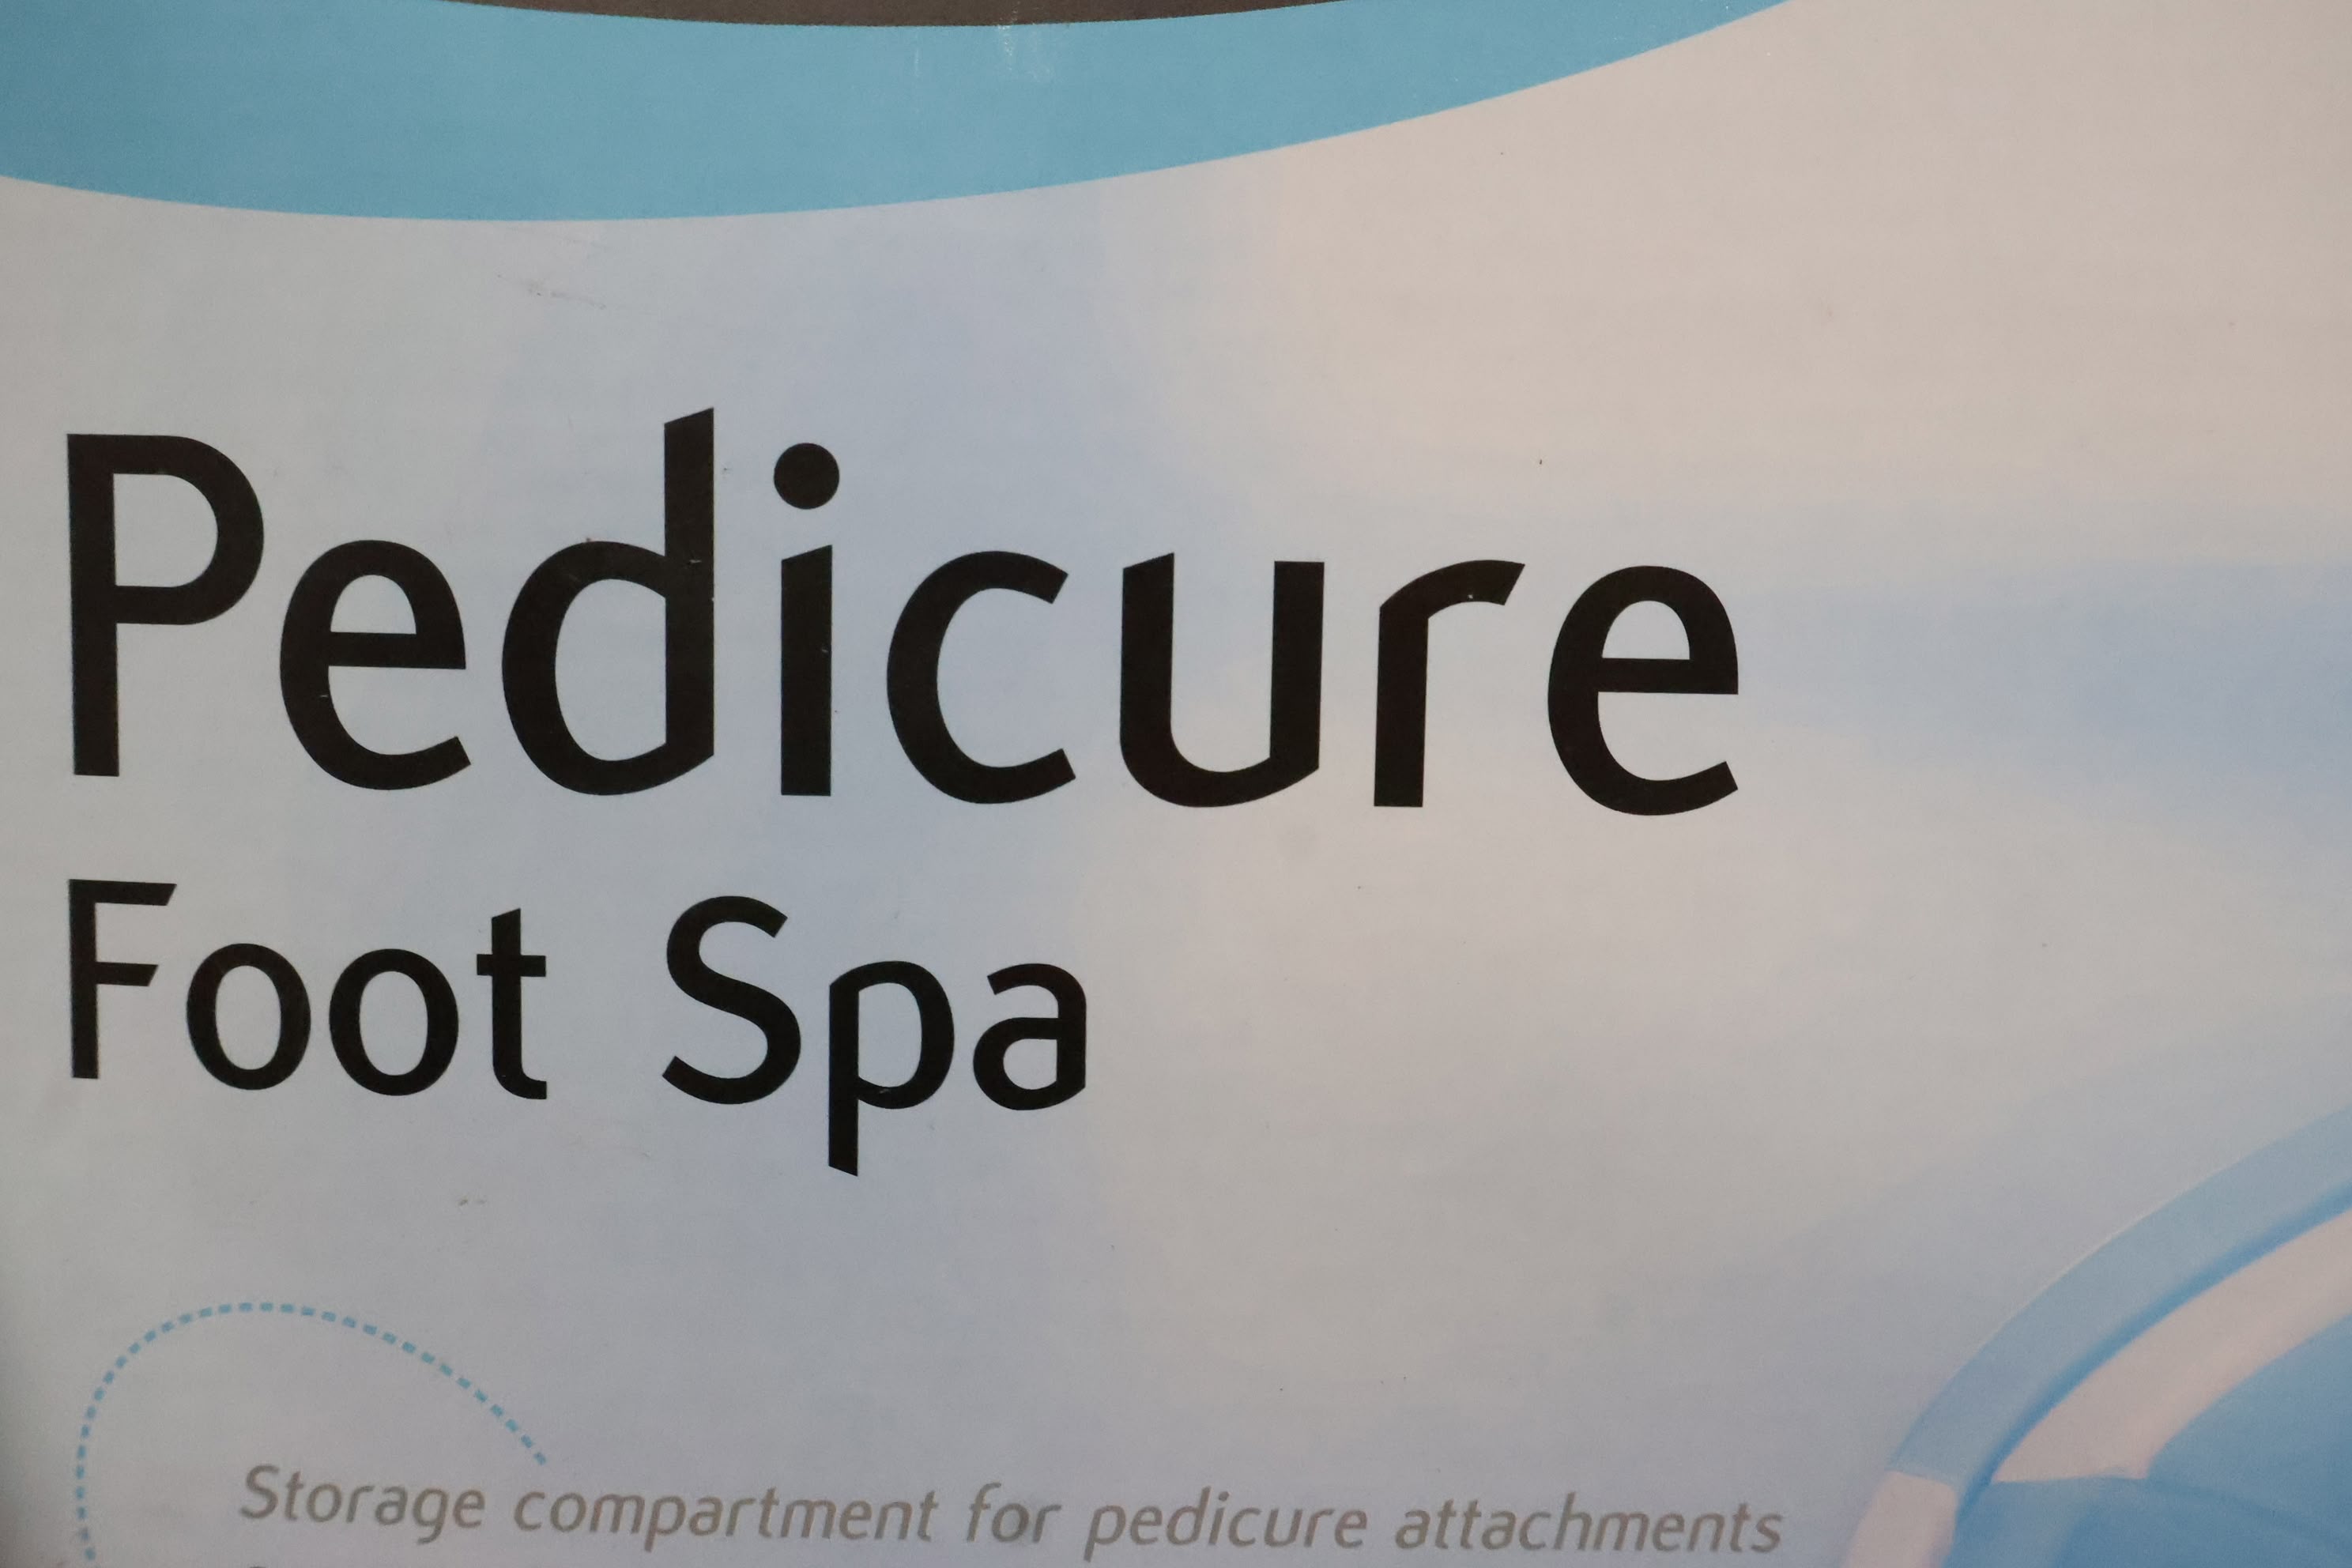 Pedicure
Foot Spa
Storage compartment for pedicure attachments